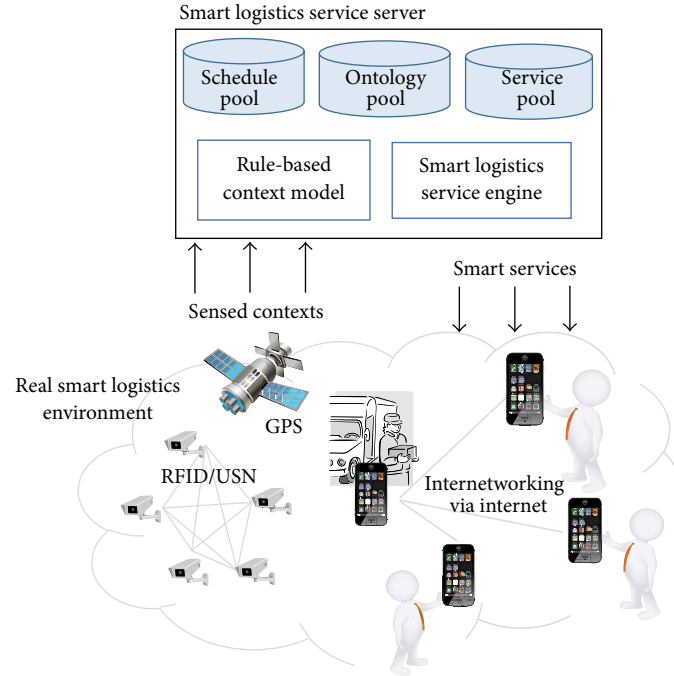 Smart logistics service server
Schedule
pool
Ontology
pool
Service
pool
Rule-based
context model
Smart logistics
service engine
Sensed contexts
Smart services
Real smart logistics
environment
GPS
RFID/USN
Internetworking
via internet